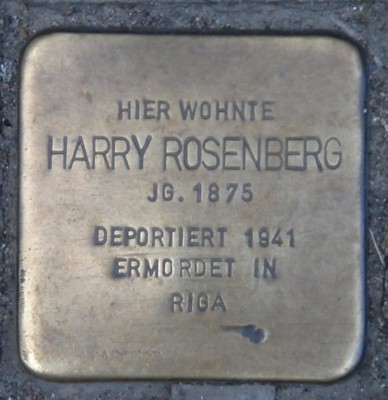 HIER WOHNTE
HARRY ROSENBERG
JG. 1875
DEPORTIERT 1941
ERMORDET IN
RIGA